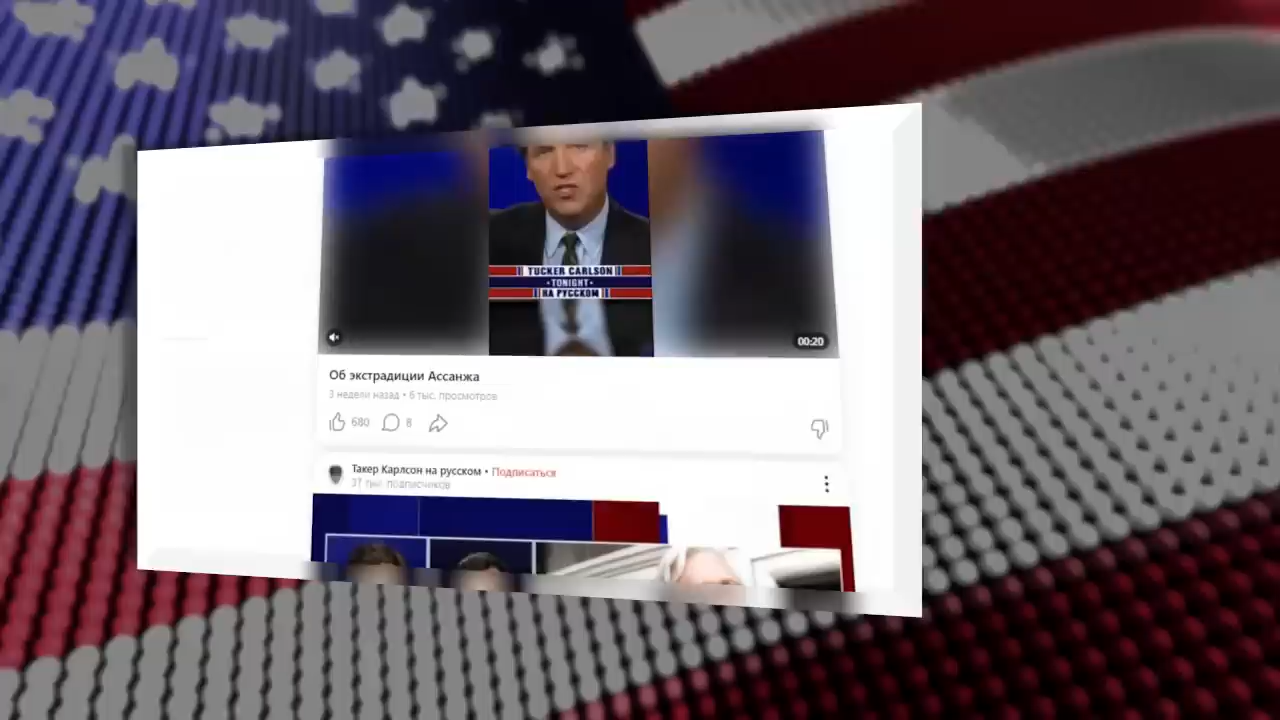 TUCKER CARLSON
TONIGHT
НА РУССКОМ
00:20
Об экстрадиции Ассанжа
3 недели назад • 6 тыс. просмотров
680
8
Такер Карлсон на русском • Подписаться
37 тыс. подписчиков